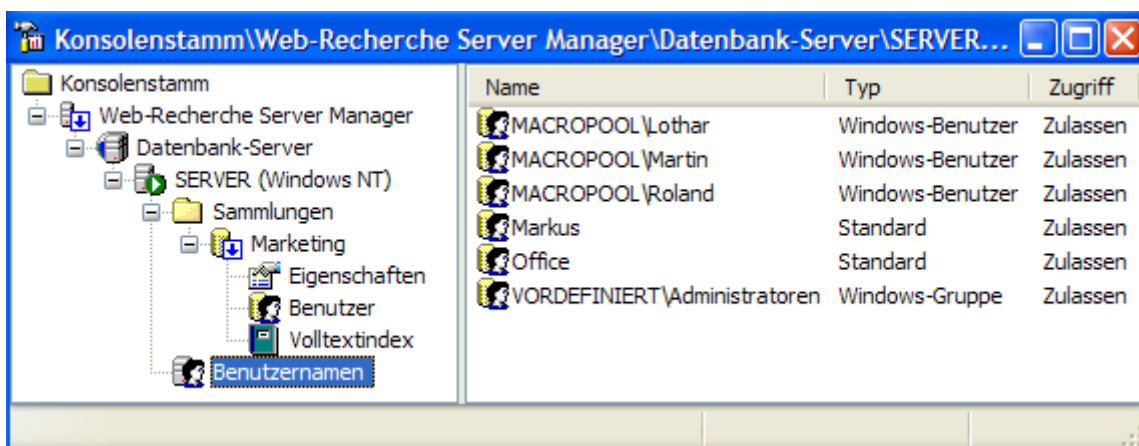 Konsolenstamm\Web-Recherche Server Manager\Datenbank-Server\SERVER...
Konsolenstamm
Web-Recherche Server Manager
Datenbank-Server
SERVER (Windows NT)
Sammlungen
Marketing
Eigenschaften
Benutzer
Volltextindex
Benutzernamen
Name Typ Zugriff
MACROPOOL\Lothar Windows-Benutzer Zulassen
MACROPOOL\Martin Windows-Benutzer Zulassen
MACROPOOL\Roland Windows-Benutzer Zulassen
Markus Standard Zulassen
Office Standard Zulassen
VORDEFINIERT\Administratoren Windows-Gruppe Zulassen